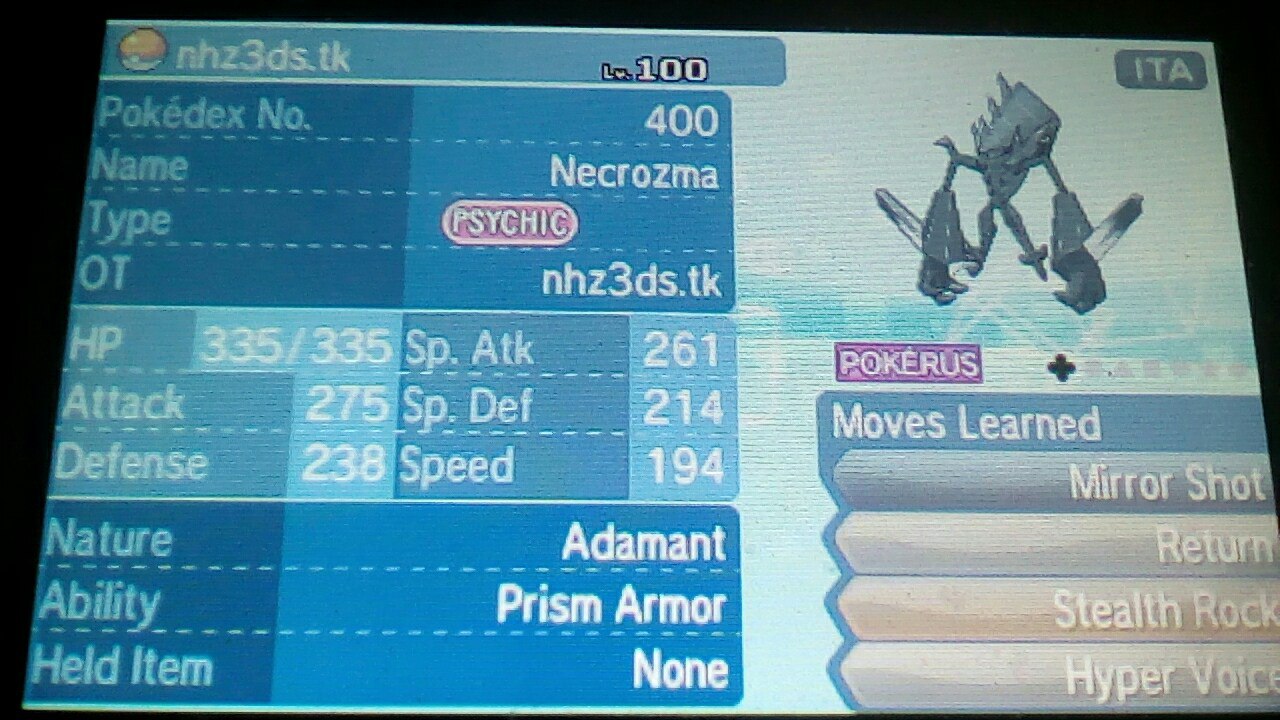 nhz3ds.tk Lv.100
ITA
Pokédex No. 400
Name Necrozma
Type PSYCHIC
OT nhz3ds.tk
HP 335/335 Sp. Atk 261
Attack 275 Sp. Def 214
Defense 238 Speed 194
Nature Adamant
Ability Prism Armor
Held Item None
POKÉRUS
Moves Learned
Mirror Shot
Return
Stealth Rock
Hyper Voice